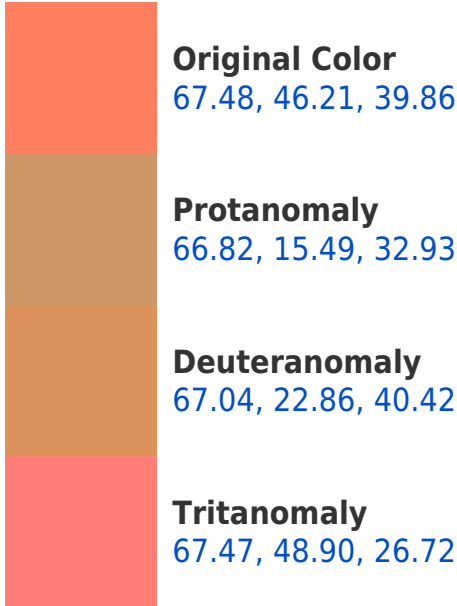 Original Color
67.48, 46.21, 39.86
Protanomaly
66.82, 15.49, 32.93
Deuteranomaly
67.04, 22.86, 40.42
Tritanomaly
67.47, 48.90, 26.72